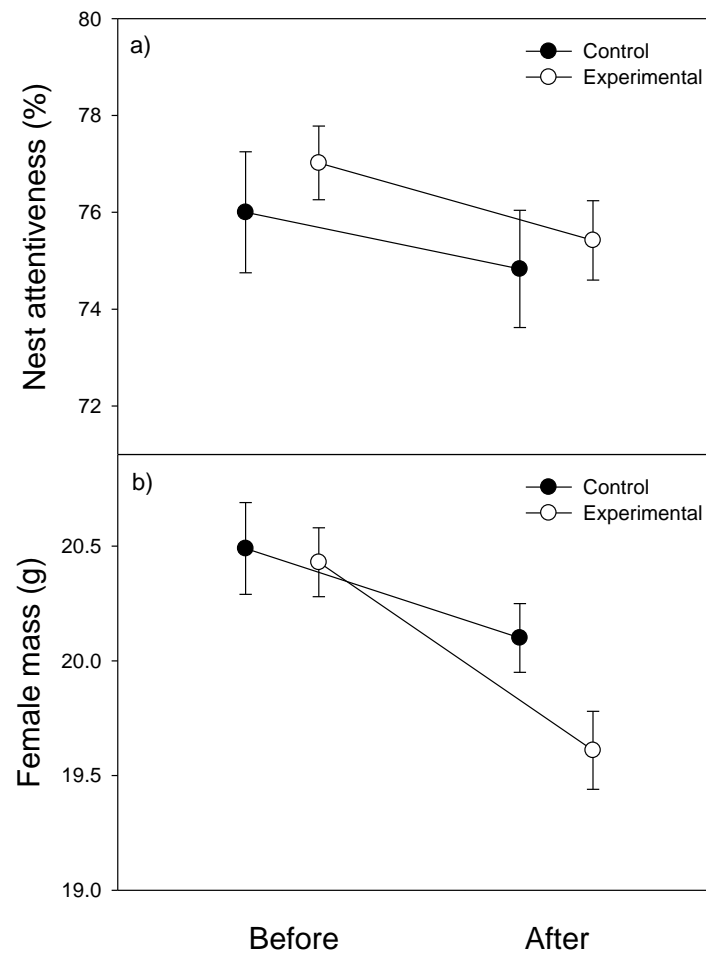 80
a)
Control
Experimental
78
76
74
72
Nest attentiveness (%)
b)
Control
Experimental
20.5
20.0
19.5
19.0
Female mass (g)
Before After